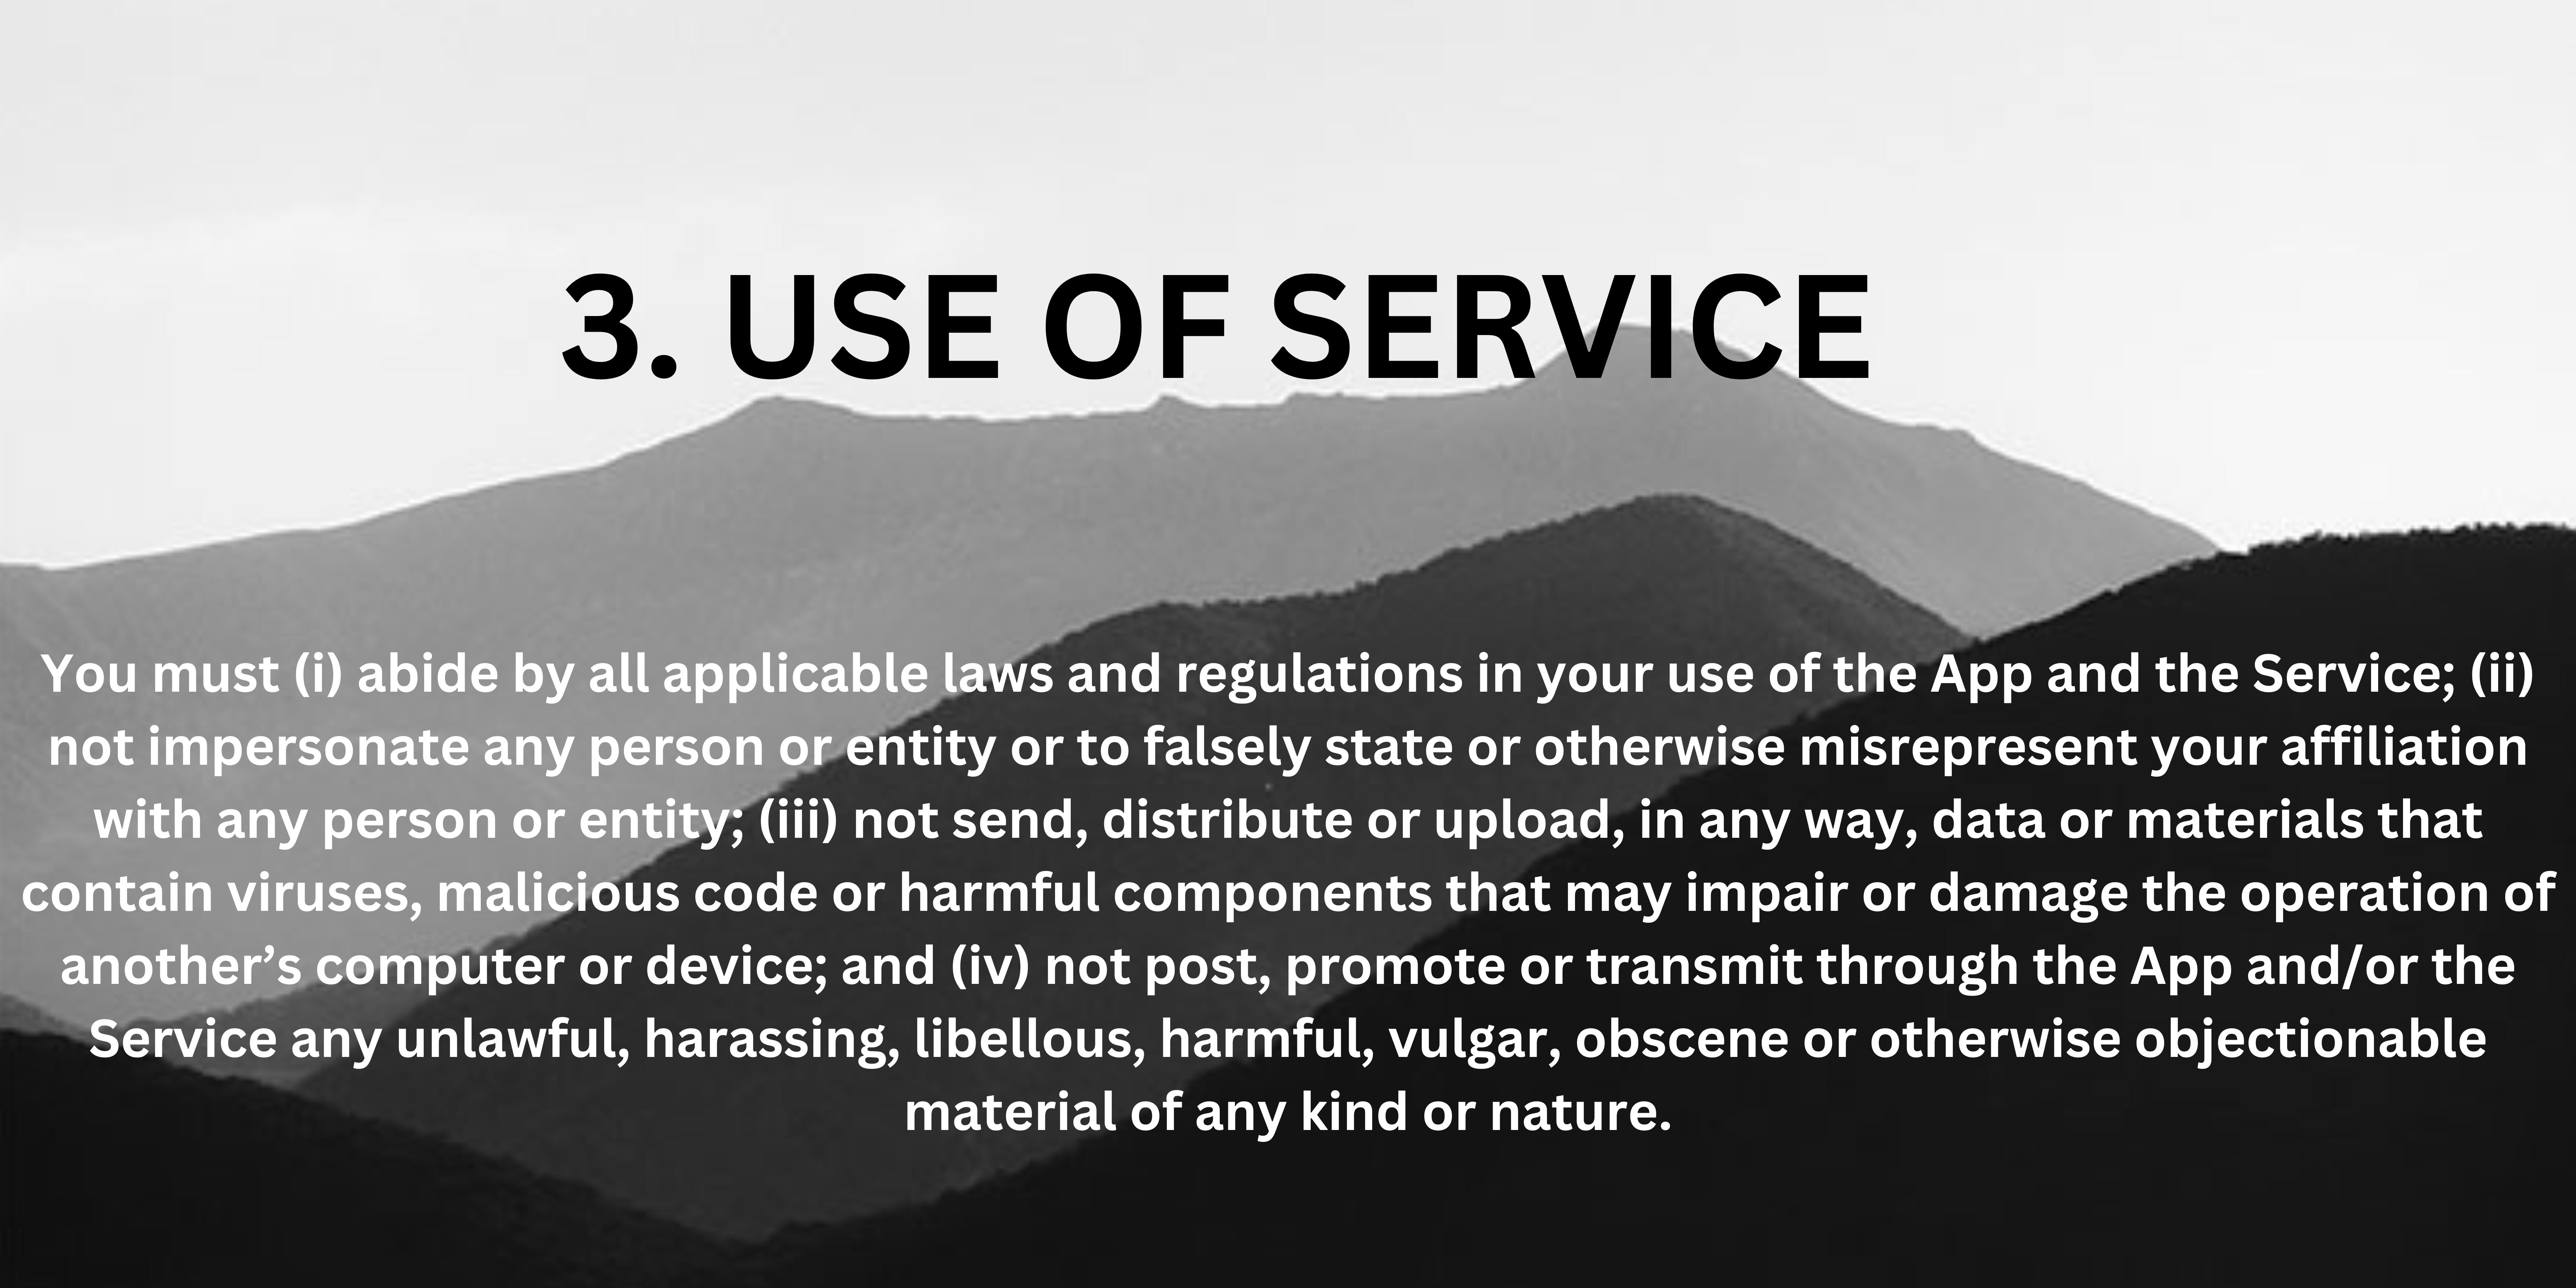 3. USE OF SERVICE
You must (i) abide by all applicable laws and regulations in your use of the App and the Service; (ii)
not impersonate any person or entity or to falsely state or otherwise misrepresent your affiliation
with any person or entity; (iii) not send, distribute or upload, in any way, data or materials that
contain viruses, malicious code or harmful components that may impair or damage the operation of
another’s computer or device; and (iv) not post, promote or transmit through the App and/or the
Service any unlawful, harassing, libellous, harmful, vulgar, obscene or otherwise objectionable
material of any kind or nature.